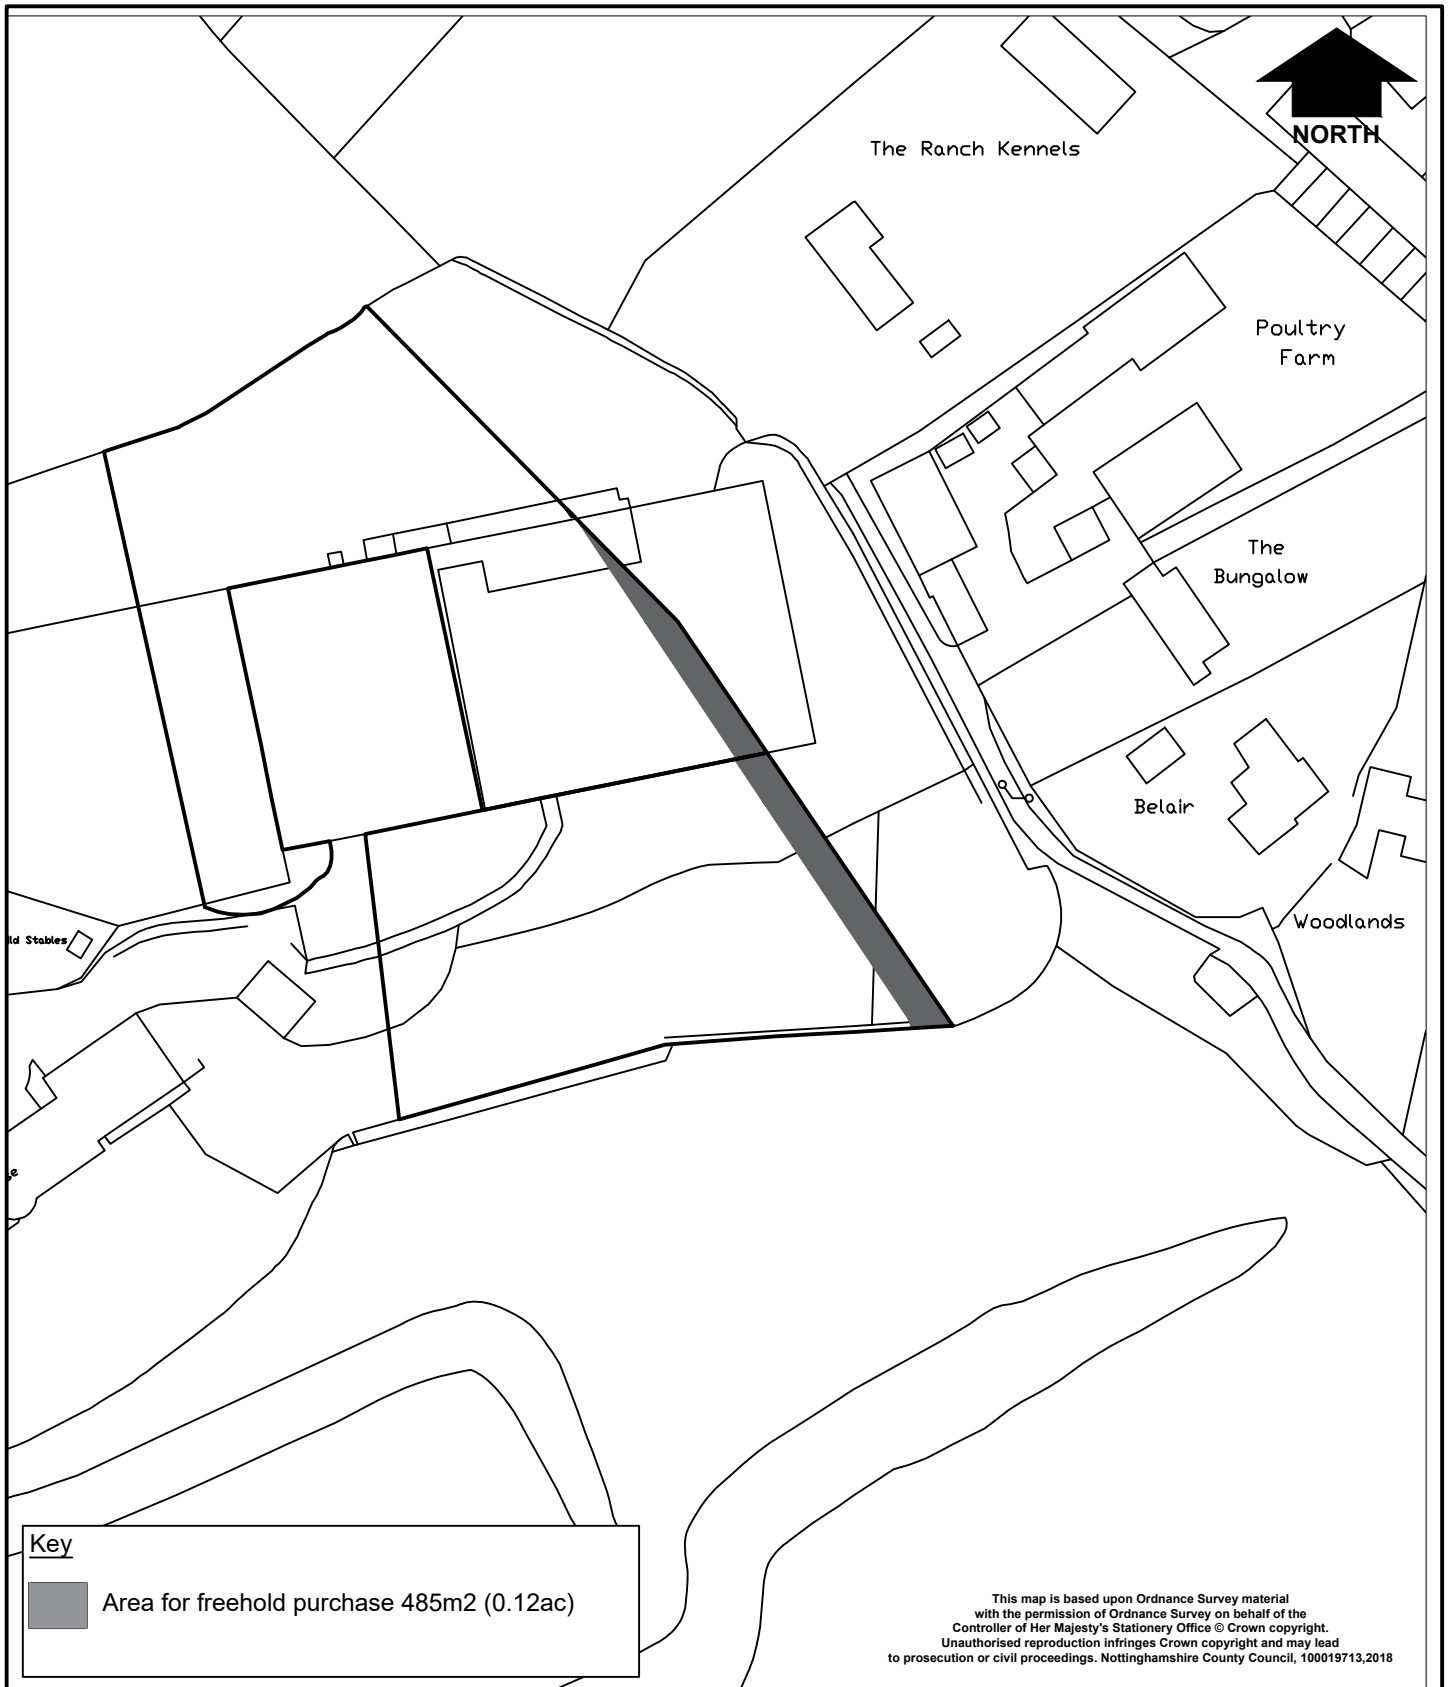 NORTH
The Ranch Kennels
Poultry
Farm
The
Bungalow
Belair
Woodlands
ld Stables
Key
Area for freehold purchase 485m2 (0.12ac)
This map is based upon Ordnance Survey material
with the permission of Ordnance Survey on behalf of the
Controller of Her Majesty's Stationery Office © Crown copyright.
Unauthorised reproduction infringes Crown copyright and may lead
to prosecution or civil proceedings. Nottinghamshire County Council, 100019713,2018